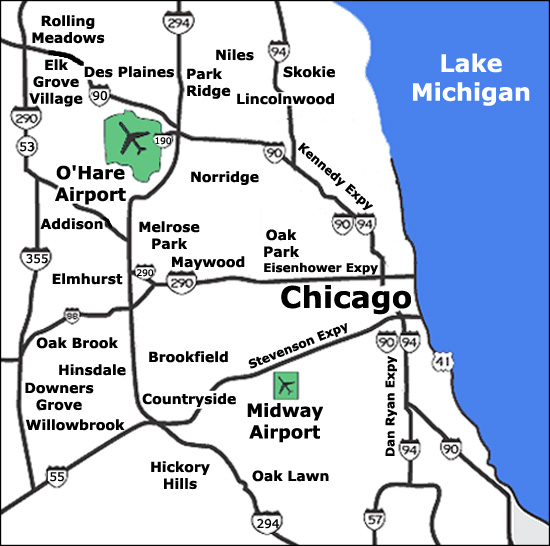 Rolling
Meadows
294
Niles
94
Skokie
Lake
Michigan
Elk
Grove
Village
Des Plaines
Park
Ridge
90
Lincolnwood
290
53
190
90
O'Hare
Airport
Norridge
Kennedy Expy
Addison
90
94
Melrose
Park
Oak
Park
355
Maywood
Eisenhower Expy
Elmhurst
290
290
Chicago
88
Oak Brook
Brookfield
Stevenson Expy
90
94
41
Hinsdale
Downers
Grove
Countryside
Midway
Airport
Dan Ryan Expy
Willowbrook
94
90
55
Hickory
Hills
Oak Lawn
294
57